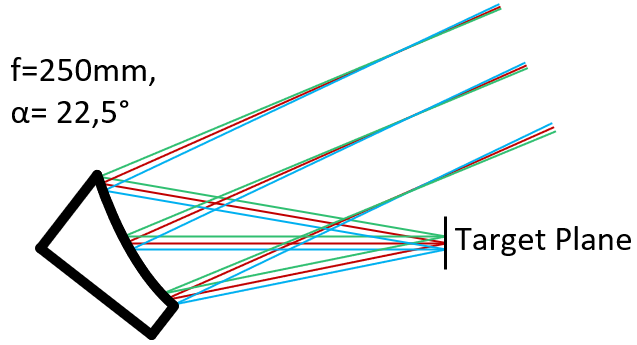 f=250mm,
α= 22,5°
Target Plane